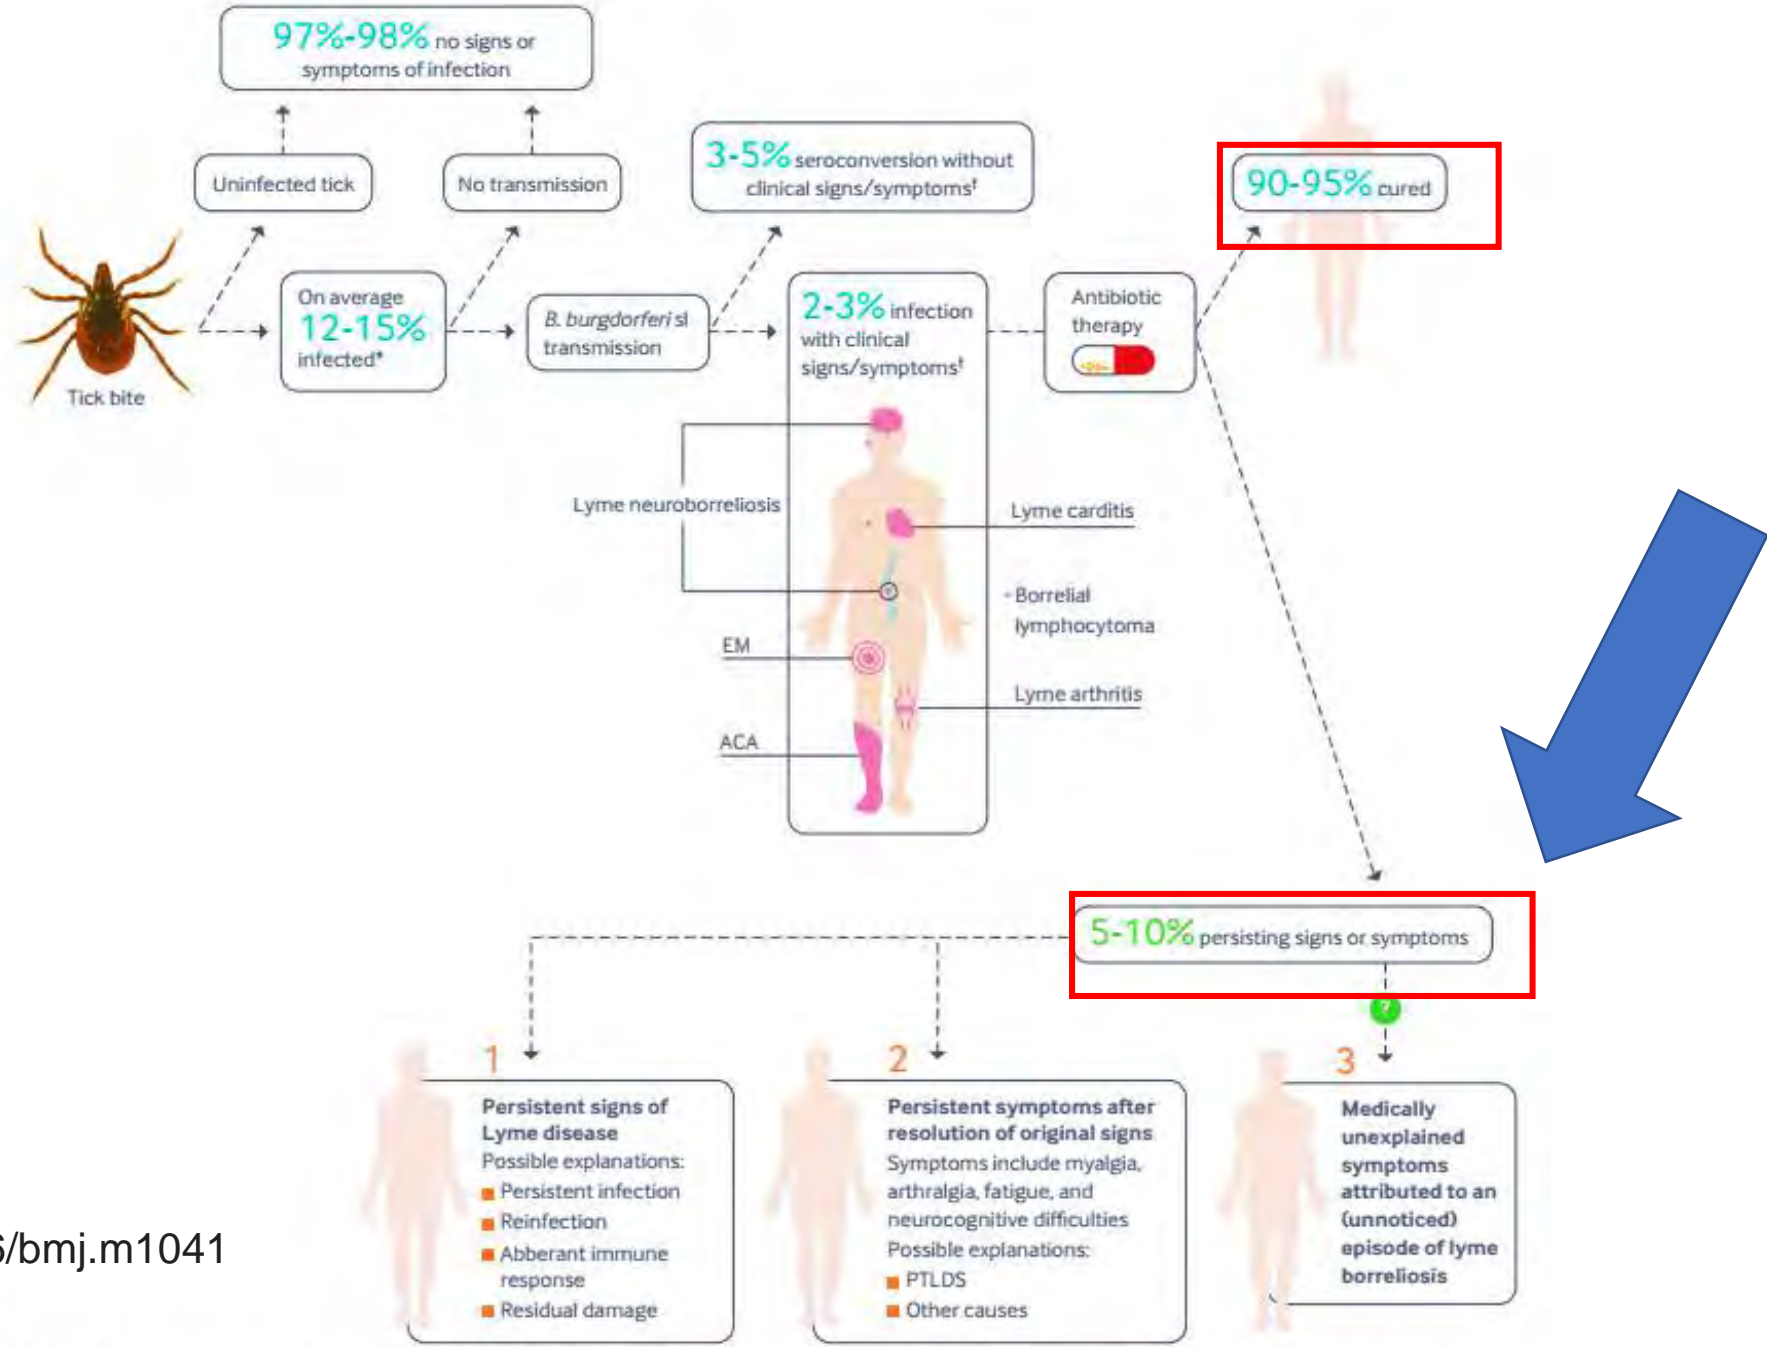 97%-98% no signs or
symptoms of infection
Uninfected tick
No transmission
3-5% seroconversion without
clinical signs/symptoms†
90-95% cured
Tick bite
On average
12-15%
infected*
B. burgdorferi sl
transmission
2-3% infection
with clinical
signs/symptoms†
Antibiotic
therapy
Lyme neuroborreliosis
Lyme carditis
Borrelial
lymphocytoma
EM
Lyme arthritis
ACA
5-10% persisting signs or symptoms
?
1
Persistent signs of
Lyme disease
Possible explanations:
Persistent infection
Reinfection
Abberant immune
response
Residual damage
2
Persistent symptoms after
resolution of original signs
Symptoms include myalgia,
arthralgia, fatigue, and
neurocognitive difficulties
Possible explanations:
PTLDS
Other causes
3
Medically
unexplained
symptoms
attributed to an
(unnoticed)
episode of lyme
borreliosis
6/bmj.m1041